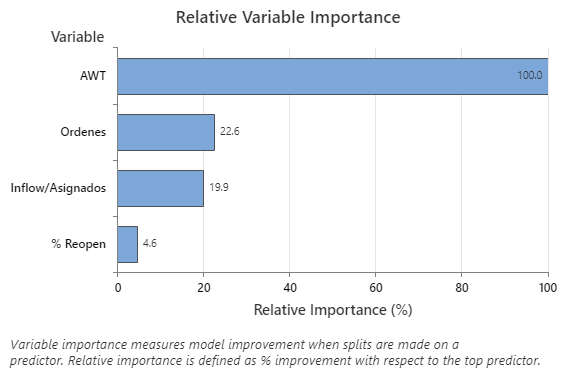 Relative Variable Importance
Variable
AWT
100.0
Ordenes
22.6
Inflow/Asignados
19.9
% Reopen
4.6
0 20 40 60 80 100
Relative Importance (%)
Variable importance measures model improvement when splits are made on a
predictor. Relative importance is defined as % improvement with respect to the top predictor.